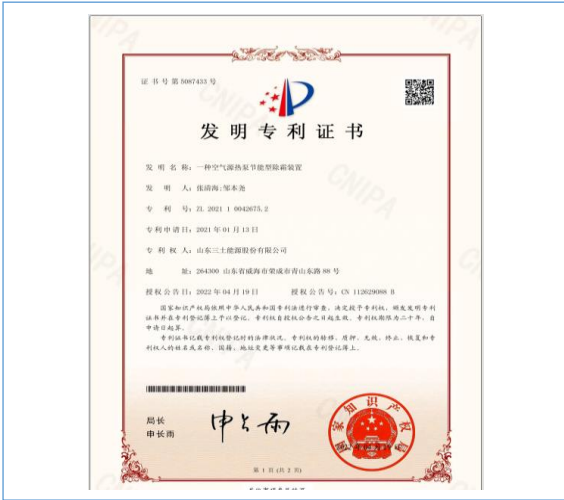 证书号第5087433号
发明专利证书
发 明 名 称：一种空气源热泵节能型除霜装置
发 明 人：张清海;邹本尧
专 利 号：ZL 2021 1 0042675.2
专利申请日：2021年01月13日
专 利 权 人：山东三土能源股份有限公司
地 址：264300 山东省威海市荣成市青山东路88号
授权公告日：2022年04月19日 授权公告号：CN 112629088 B
国家知识产权局依照中华人民共和国专利法进行审查，决定授予专利权，颁发发明专利
证书并在专利登记簿上予以登记。专利权自授权公告之日起生效。专利权期限为二十年，自
申请日起算。
专利证书记载专利权登记时的法律状况。专利权的转移、质押、无效、终止、恢复和专
利权人的姓名或名称、国籍、地址变更等事项记载在专利登记簿上。
局长
申长雨
申长雨
国家知识产权局
第 1 页 (共 2 页)
CNIPA